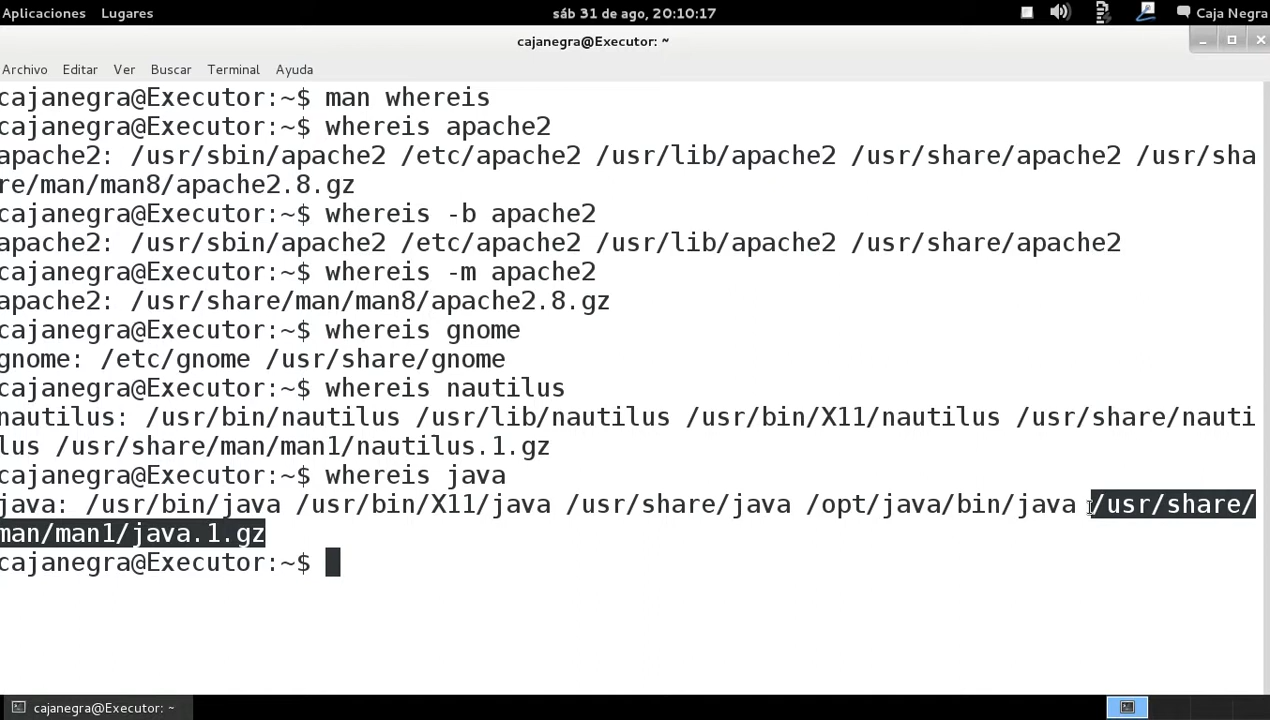 Aplicaciones Lugares sáb 31 de ago, 20:10:17 Caja Negra
cajanegra@Executor: ~
Archivo Editar Ver Buscar Terminal Ayuda
cajanegra@Executor:~$ man whereis
cajanegra@Executor:~$ whereis apache2
apache2: /usr/sbin/apache2 /etc/apache2 /usr/lib/apache2 /usr/share/apache2 /usr/sha
re/man/man8/apache2.8.gz
cajanegra@Executor:~$ whereis -b apache2
apache2: /usr/sbin/apache2 /etc/apache2 /usr/lib/apache2 /usr/share/apache2
cajanegra@Executor:~$ whereis -m apache2
apache2: /usr/share/man/man8/apache2.8.gz
cajanegra@Executor:~$ whereis gnome
gnome: /etc/gnome /usr/share/gnome
cajanegra@Executor:~$ whereis nautilus
nautilus: /usr/bin/nautilus /usr/lib/nautilus /usr/bin/X11/nautilus /usr/share/nauti
lus /usr/share/man/man1/nautilus.1.gz
cajanegra@Executor:~$ whereis java
java: /usr/bin/java /usr/bin/X11/java /usr/share/java /opt/java/bin/java /usr/share/
man/man1/java.1.gz
cajanegra@Executor:~$
cajanegra@Executor: ~